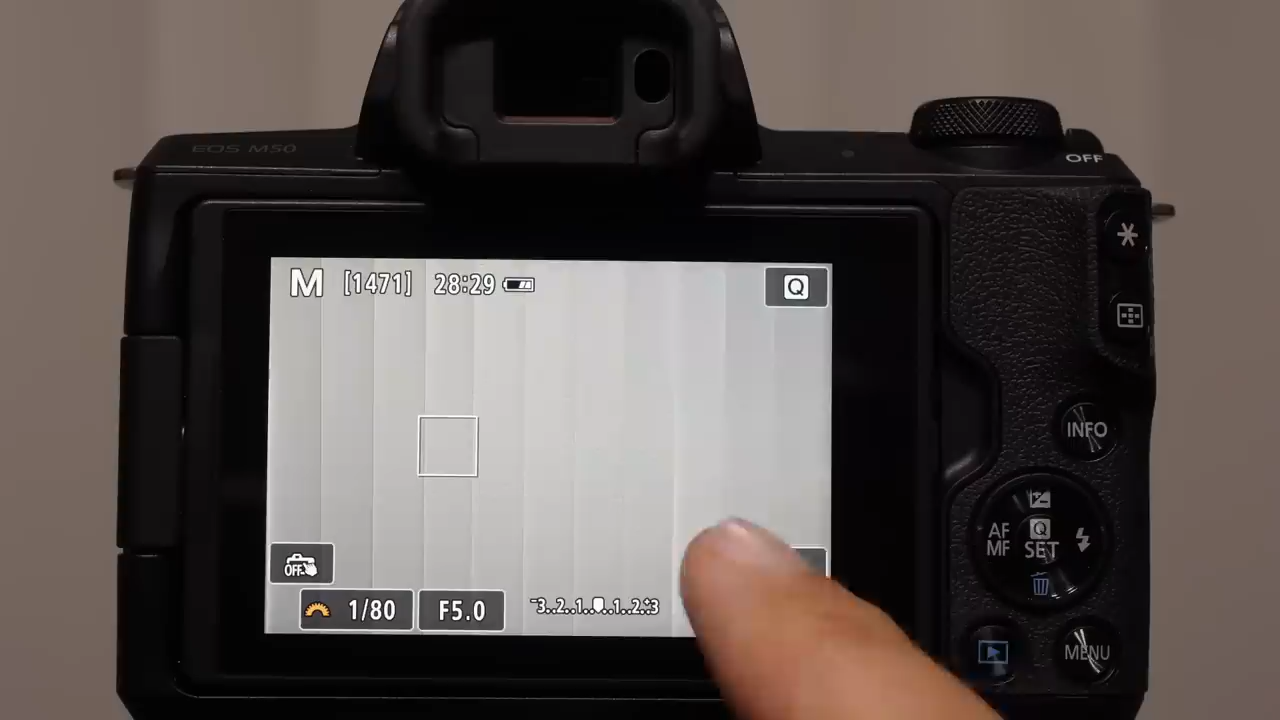 EOS M50
OFF
M [1471] 28:29 Q
INFO
AF
MF
Q
SET
OFF
1/80 F5.0 -3..2..1..0..1..2..+3
MENU